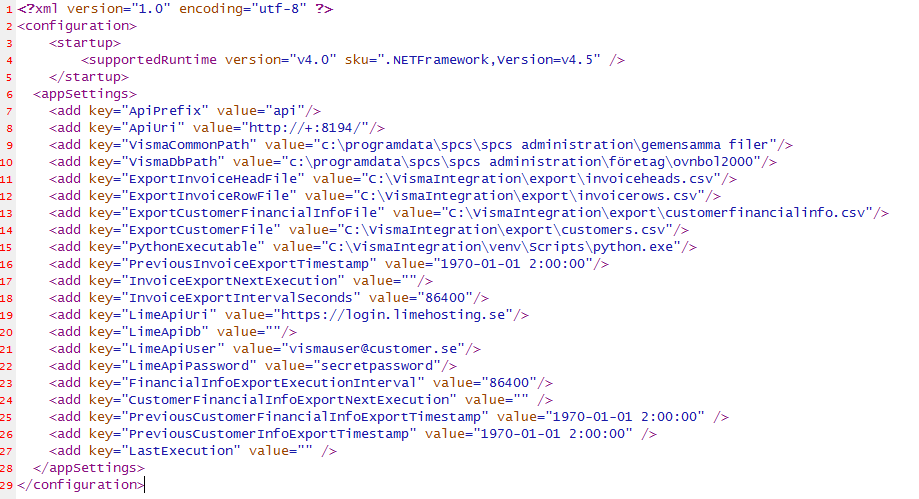 1 <?xml version="1.0" encoding="utf-8" ?>
2 <configuration>
3     <startup>
4         <supportedRuntime version="v4.0" sku=".NETFramework,Version=v4.5" />
5     </startup>
6   <appSettings>
7     <add key="ApiPrefix" value="api"/>
8     <add key="ApiUri" value="http://+:8194/"/>
9     <add key="VismaCommonPath" value="c:\programdata\spcs\spcs administration\gemensamma filer"/>
10     <add key="VismaDbPath" value="c:\programdata\spcs\spcs administration\företag\ovnbol2000"/>
11     <add key="ExportInvoiceHeadFile" value="C:\VismaIntegration\export\invoiceheads.csv"/>
12     <add key="ExportInvoiceRowFile" value="C:\VismaIntegration\export\invoicerows.csv"/>
13     <add key="ExportCustomerFinancialInfoFile" value="C:\VismaIntegration\export\customerfinancialinfo.csv"/>
14     <add key="ExportCustomerFile" value="C:\VismaIntegration\export\customers.csv"/>
15     <add key="PythonExecutable" value="C:\VismaIntegration\venv\Scripts\python.exe"/>
16     <add key="PreviousInvoiceExportTimestamp" value="1970-01-01 2:00:00"/>
17     <add key="InvoiceExportNextExecution" value=""/>
18     <add key="InvoiceExportIntervalSeconds" value="86400"/>
19     <add key="LimeApiUri" value="https://login.limehosting.se"/>
20     <add key="LimeApiDb" value=""/>
21     <add key="LimeApiUser" value="vismauser@customer.se"/>
22     <add key="LimeApiPassword" value="secretpassword"/>
23     <add key="FinancialInfoExportExecutionInterval" value="86400"/>
24     <add key="CustomerFinancialInfoExportNextExecution" value="" />
25     <add key="PreviousCustomerFinancialInfoExportTimestamp" value="1970-01-01 2:00:00" />
26     <add key="PreviousCustomerInfoExportTimestamp" value="1970-01-01 2:00:00" />
27     <add key="LastExecution" value="" />
28   </appSettings>
29 </configuration>